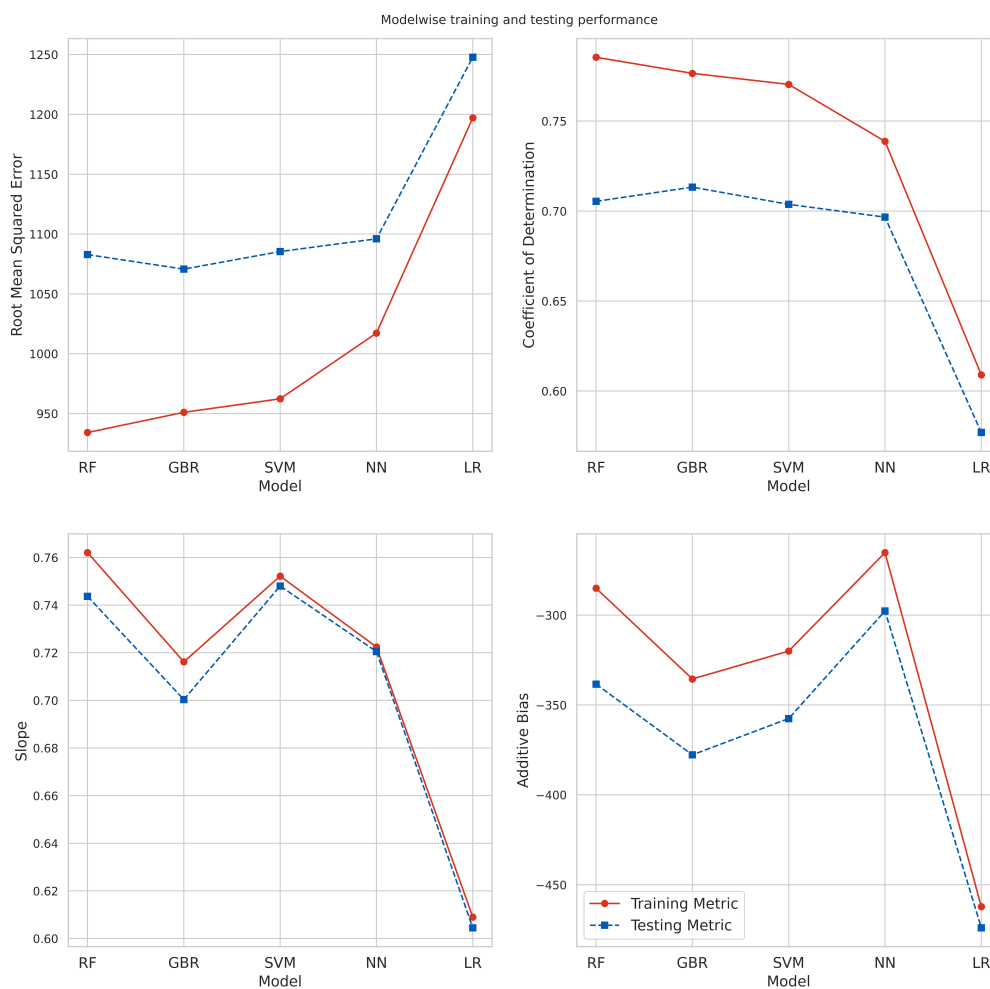 Modelwise training and testing performance
Root Mean Squared Error
1250
1200
1150
1100
1050
1000
950
RF GBR SVM NN LR
Model
Coefficient of Determination
0.75
0.70
0.65
0.60
RF GBR SVM NN LR
Model
Slope
0.76
0.74
0.72
0.70
0.68
0.66
0.64
0.62
0.60
RF GBR SVM NN LR
Model
Additive Bias
−300
−350
−400
−450
Training Metric
Testing Metric
RF GBR SVM NN LR
Model